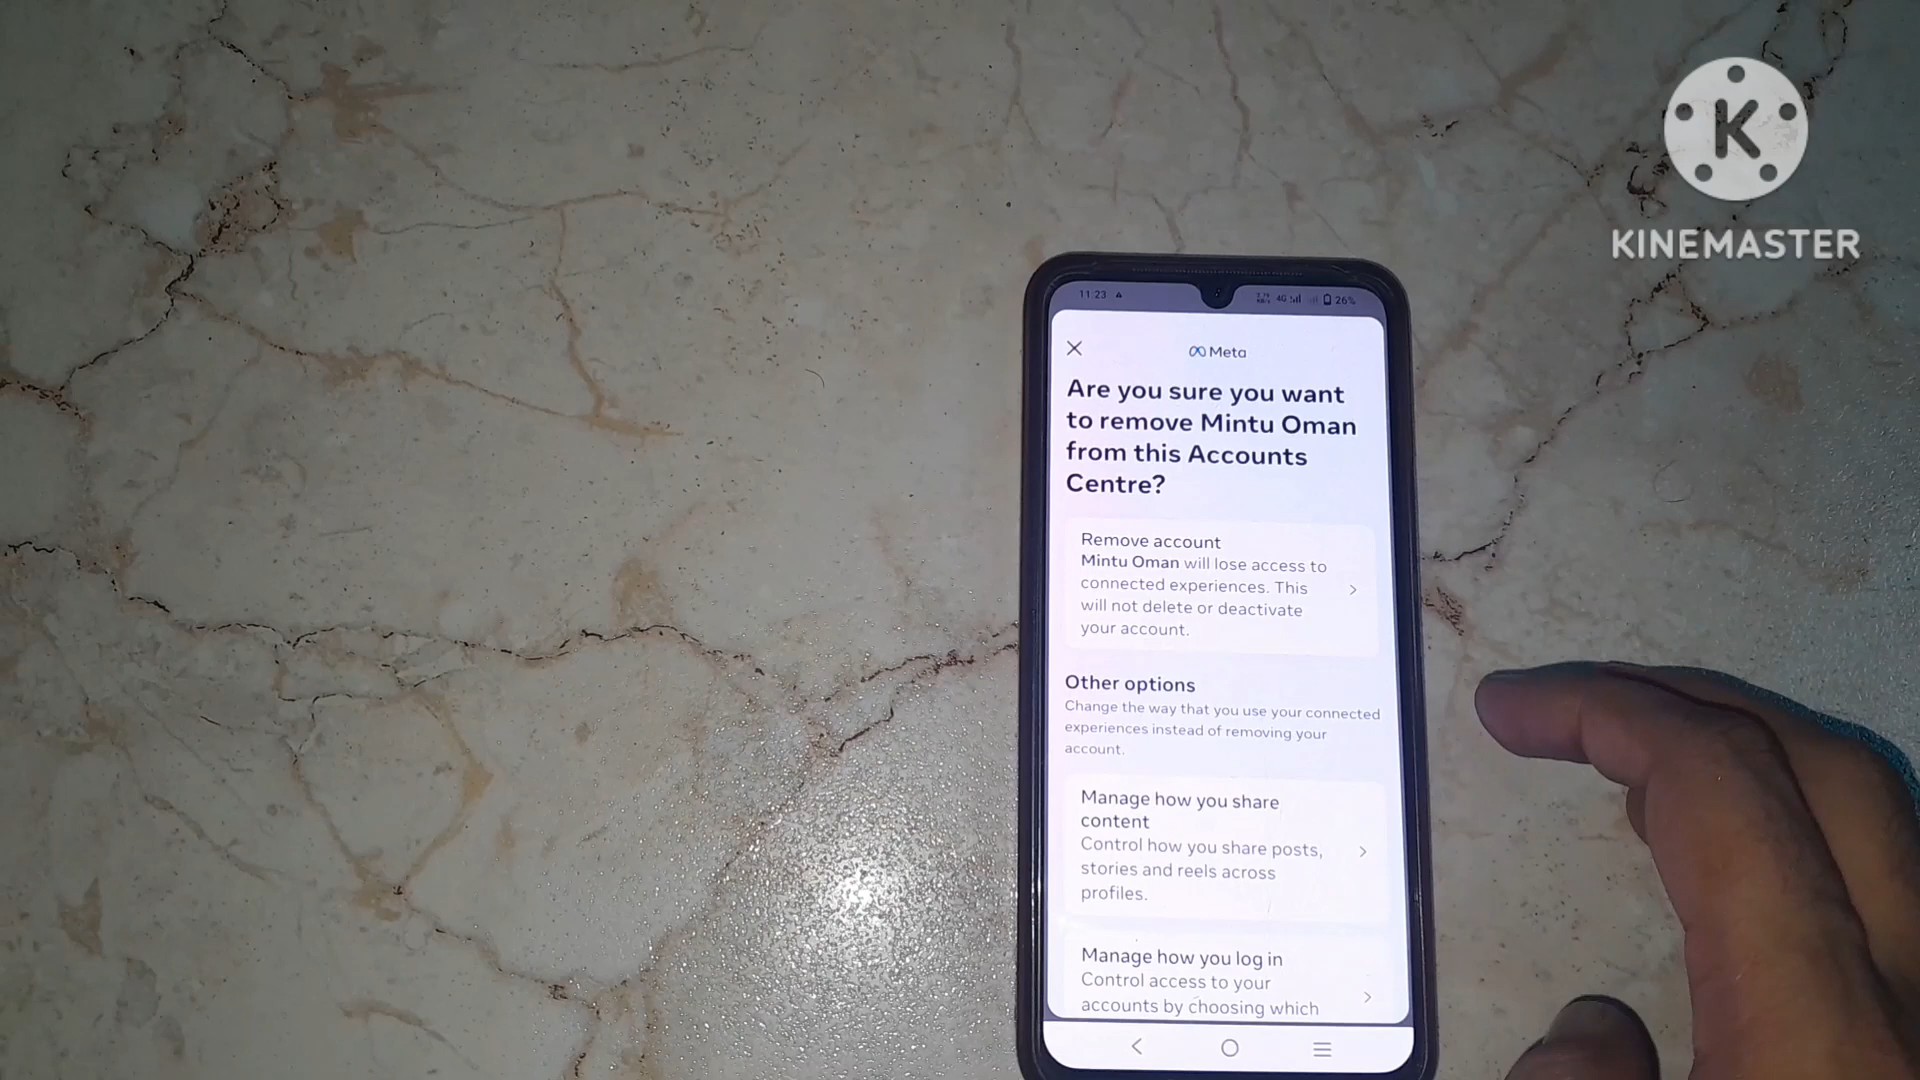 K
KINEMASTER
11:23
4G
26%
Meta
Are you sure you want
to remove Mintu Oman
from this Accounts
Centre?
Remove account
Mintu Oman will lose access to
connected experiences. This
will not delete or deactivate
your account.
Other options
Change the way that you use your connected
experiences instead of removing your
account.
Manage how you share
content
Control how you share posts,
stories and reels across
profiles.
Manage how you log in
Control access to your
accounts by choosing which